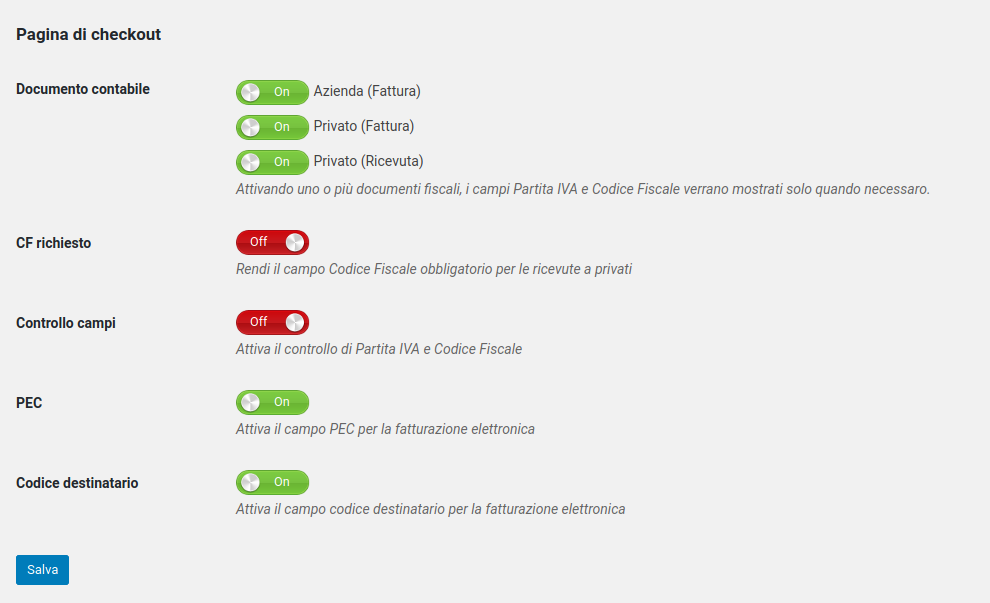 Pagina di checkout
Documento contabile
On Azienda (Fattura)
On Privato (Fattura)
On Privato (Ricevuta)
Attivando uno o più documenti fiscali, i campi Partita IVA e Codice Fiscale verrano mostrati solo quando necessaro.
CF richiesto
Off
Rendi il campo Codice Fiscale obbligatorio per le ricevute a privati
Controllo campi
Off
Attiva il controllo di Partita IVA e Codice Fiscale
PEC
On
Attiva il campo PEC per la fatturazione elettronica
Codice destinatario
On
Attiva il campo codice destinatario per la fatturazione elettronica
Salva